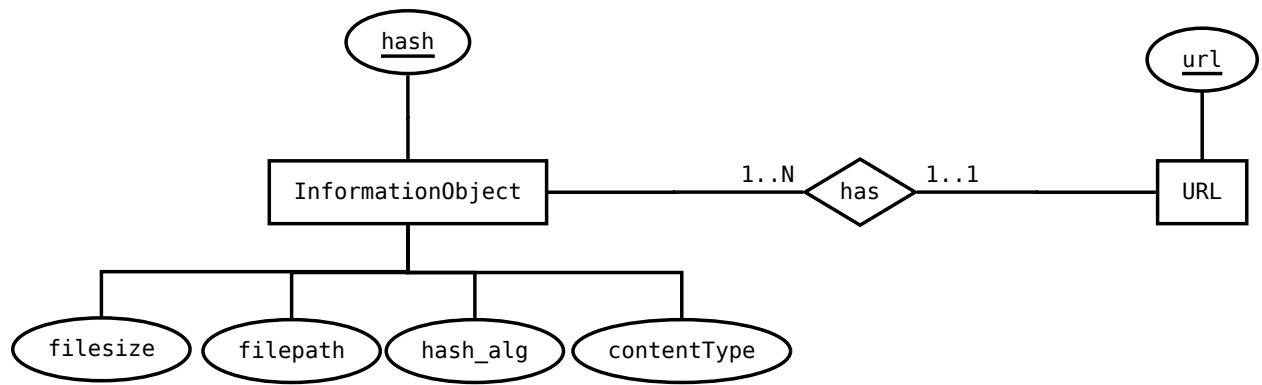 hash
url
InformationObject
1..N
has
1..1
URL
filesize
filepath
hash_alg
contentType